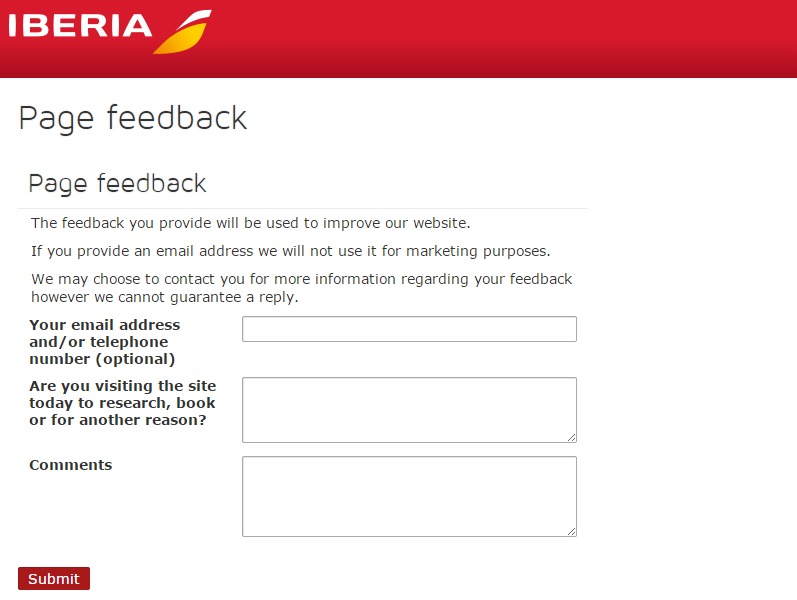 IBERIA
Page feedback
Page feedback
The feedback you provide will be used to improve our website.
If you provide an email address we will not use it for marketing purposes.
We may choose to contact you for more information regarding your feedback
however we cannot guarantee a reply.
Your email address
and/or telephone
number (optional)
Are you visiting the site
today to research, book
or for another reason?
Comments
Submit